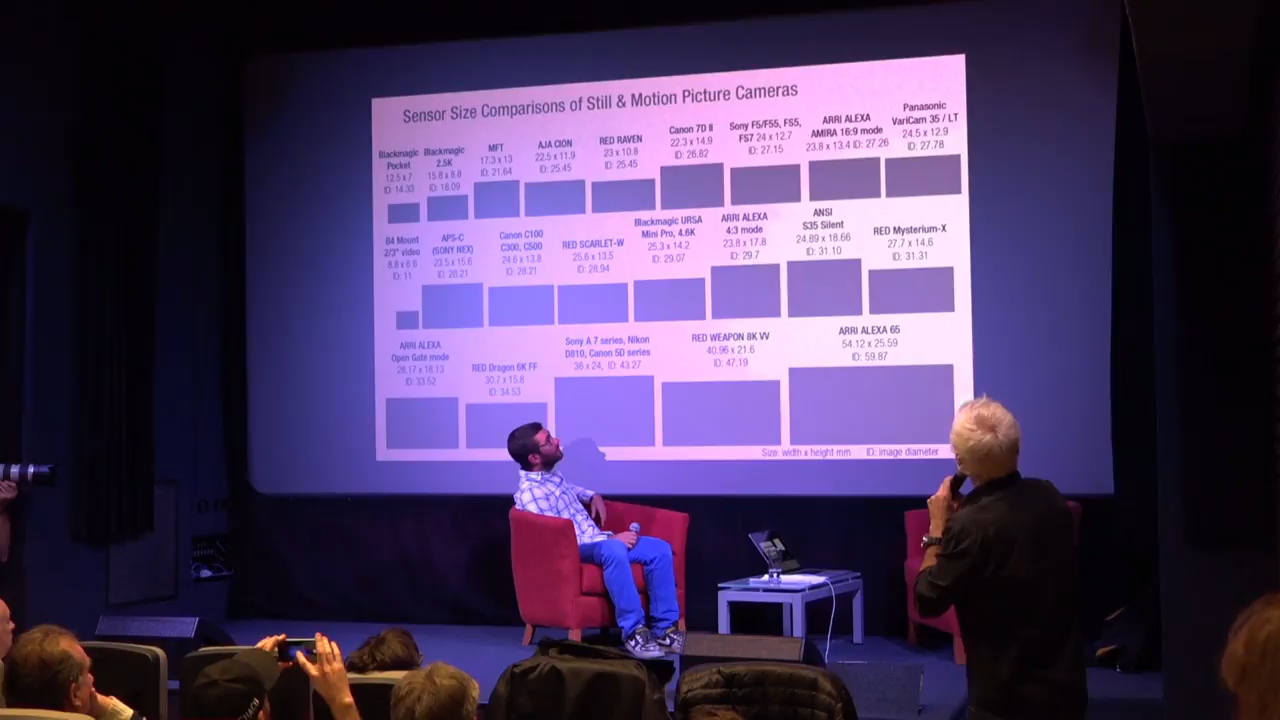 Sensor Size Comparisons of Still & Motion Picture Cameras
Blackmagic
Pocket
12.5 x 7
ID: 14.33
Blackmagic
2.5K
15.8 x 8.8
ID: 18.09
MFT
17.3 x 13
ID: 21.64
AJA CION
22.5 x 11.9
ID: 25.45
RED RAVEN
23 x 10.8
ID: 25.45
Canon 7D II
22.3 x 14.9
ID: 26.82
Sony F5/F55, FS5,
FS7 24 x 12.7
ID: 27.15
ARRI ALEXA
AMIRA 16:9 mode
23.8 x 13.4 ID: 27.26
Panasonic
VariCam 35 / LT
24.5 x 12.9
ID: 27.78
B4 Mount
2/3" video
8.8 x 6.6
ID: 11
APS-C
(SONY NEX)
23.5 x 15.6
ID: 28.21
Canon C100
C300, C500
24.6 x 13.8
ID: 28.21
RED SCARLET-W
25.6 x 13.5
ID: 28.94
Blackmagic URSA
Mini Pro, 4.6K
25.3 x 14.2
ID: 29.07
ARRI ALEXA
4:3 mode
23.8 x 17.8
ID: 29.7
ANSI
S35 Silent
24.89 x 18.66
ID: 31.10
RED Mysterium-X
27.7 x 14.6
ID: 31.31
ARRI ALEXA
Open Gate mode
28.17 x 18.13
ID: 33.52
RED Dragon 6K FF
30.7 x 15.8
ID: 34.53
Sony A 7 series, Nikon
D810, Canon 5D series
36 x 24, ID: 43.27
RED WEAPON 8K VV
40.96 x 21.6
ID: 47.19
ARRI ALEXA 65
54.12 x 25.59
ID: 59.87
Size: width x height mm ID: image diameter